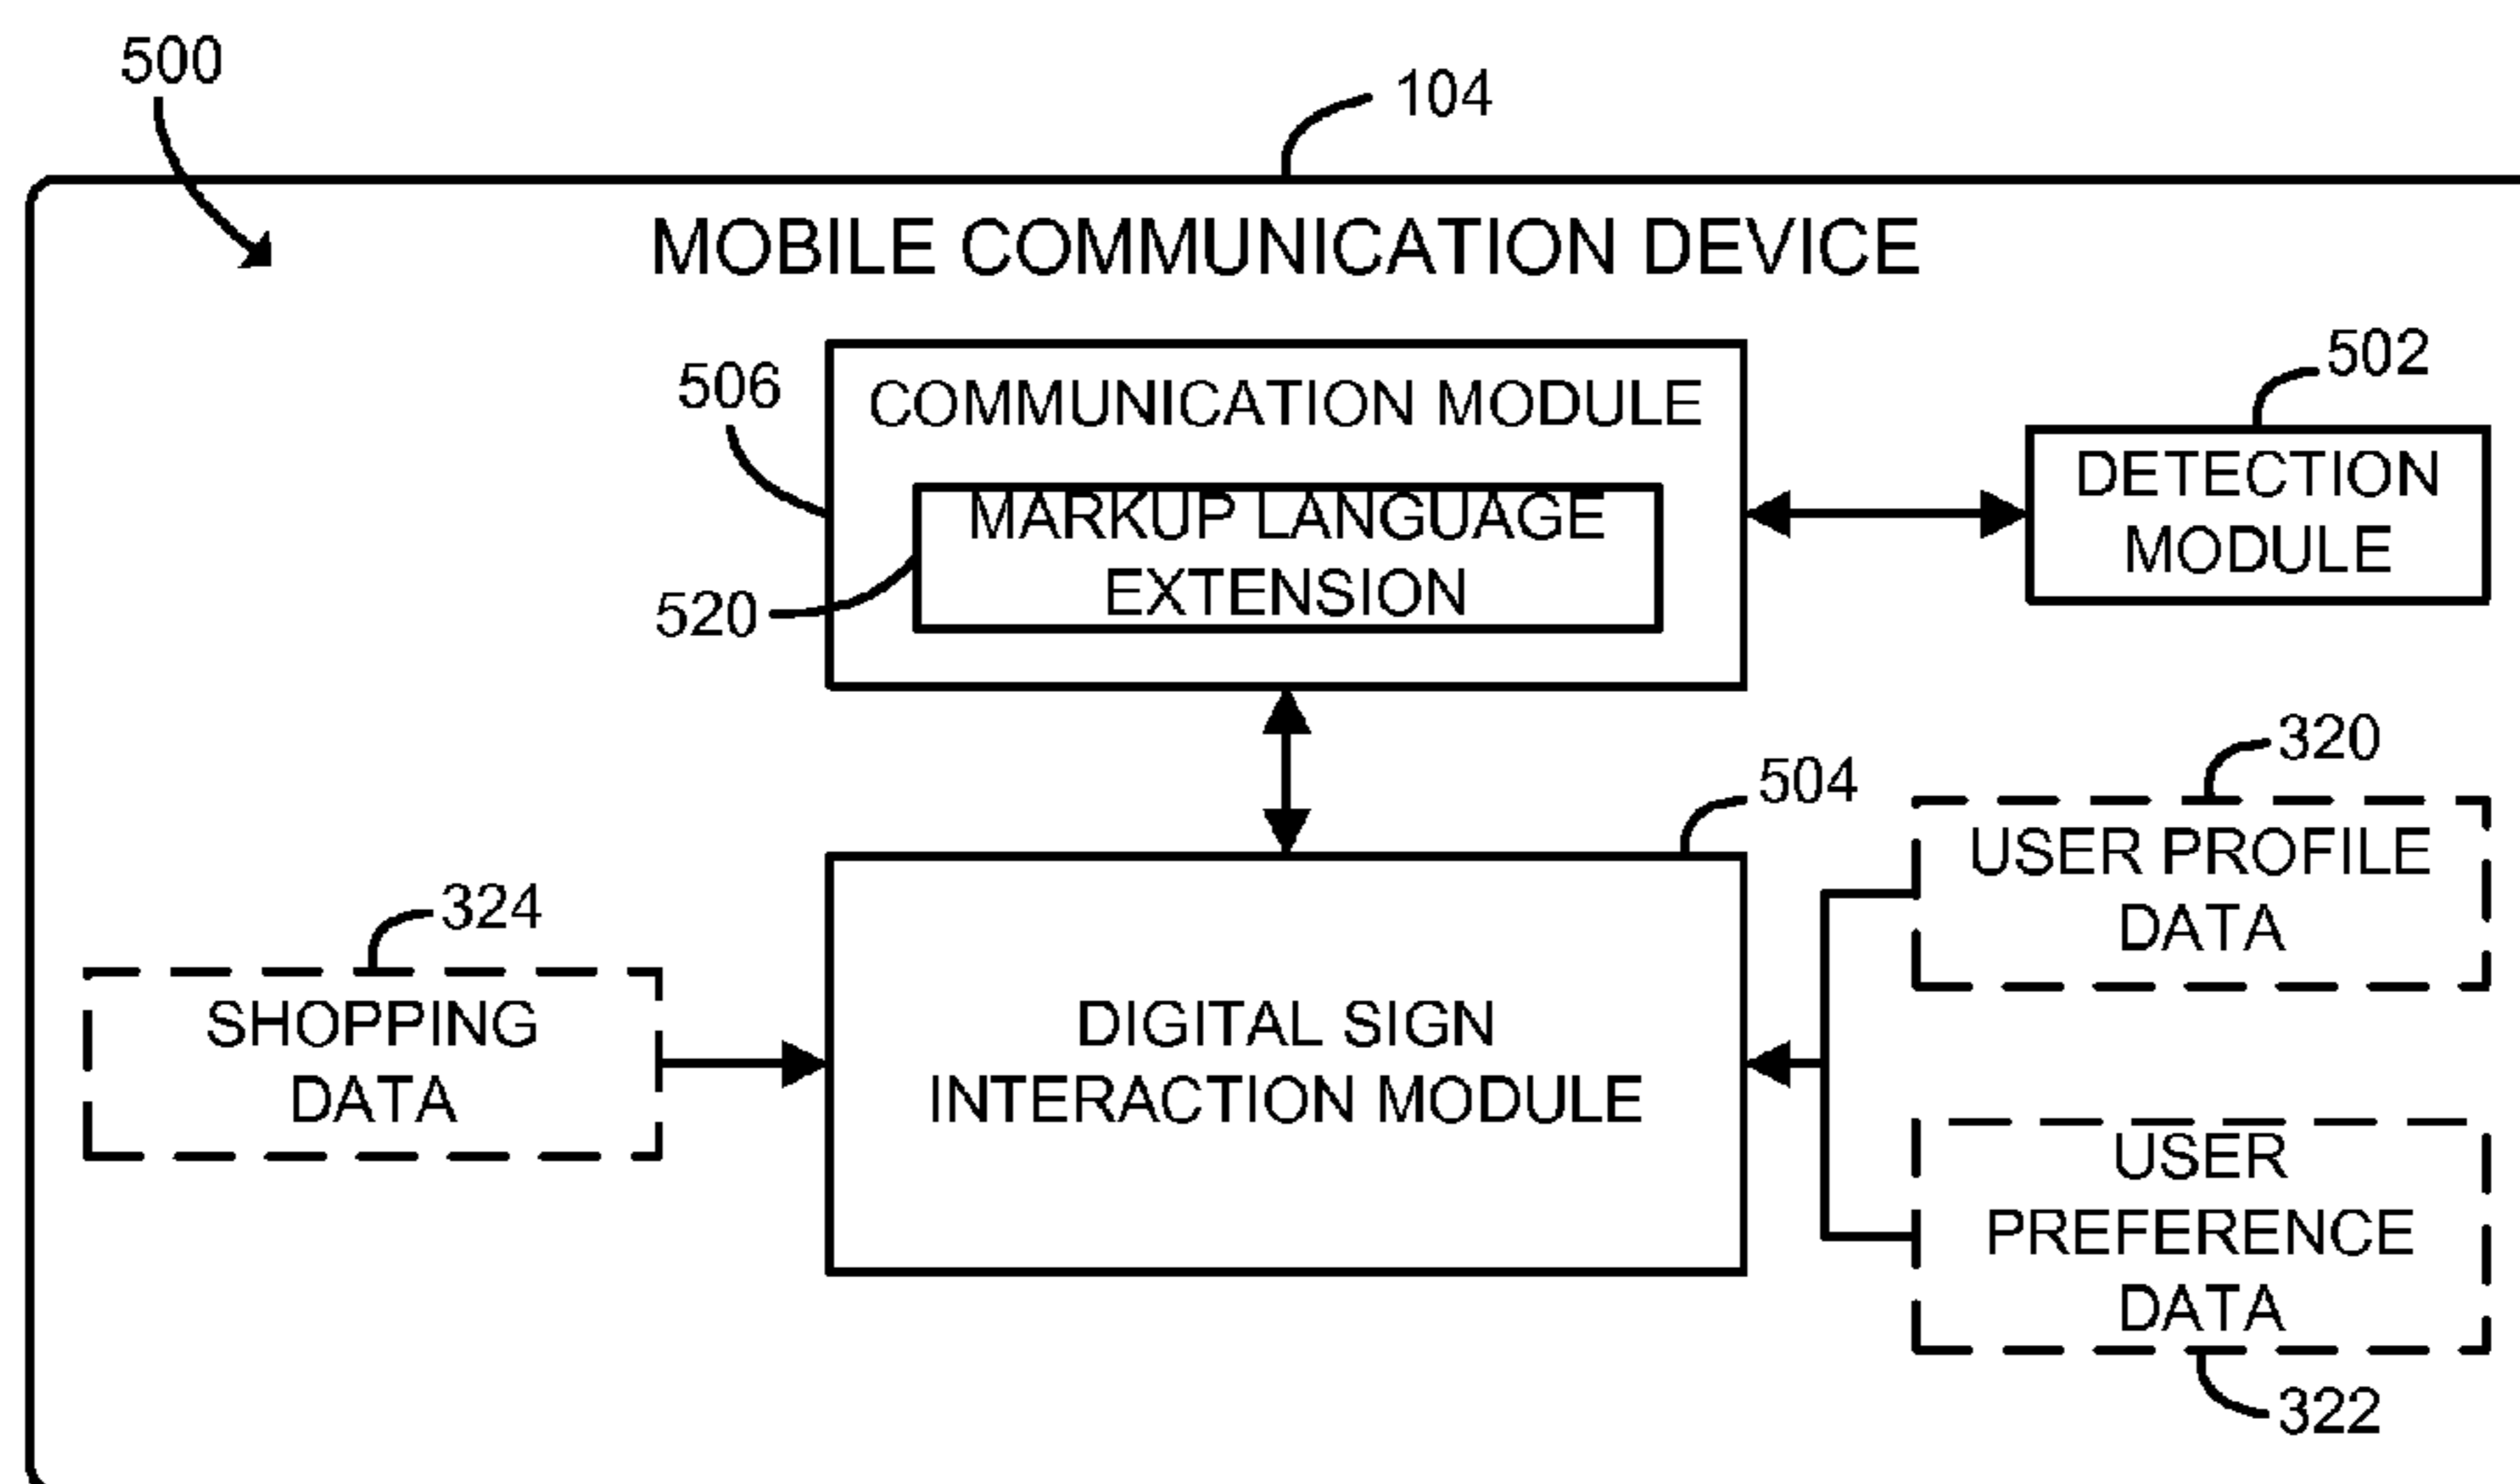 500
104
MOBILE COMMUNICATION DEVICE
506
COMMUNICATION MODULE
502
DETECTION
MODULE
MARKUP LANGUAGE
EXTENSION
520
320
504
USER PROFILE
DATA
324
SHOPPING
DATA
DIGITAL SIGN
INTERACTION MODULE
USER
PREFERENCE
DATA
322